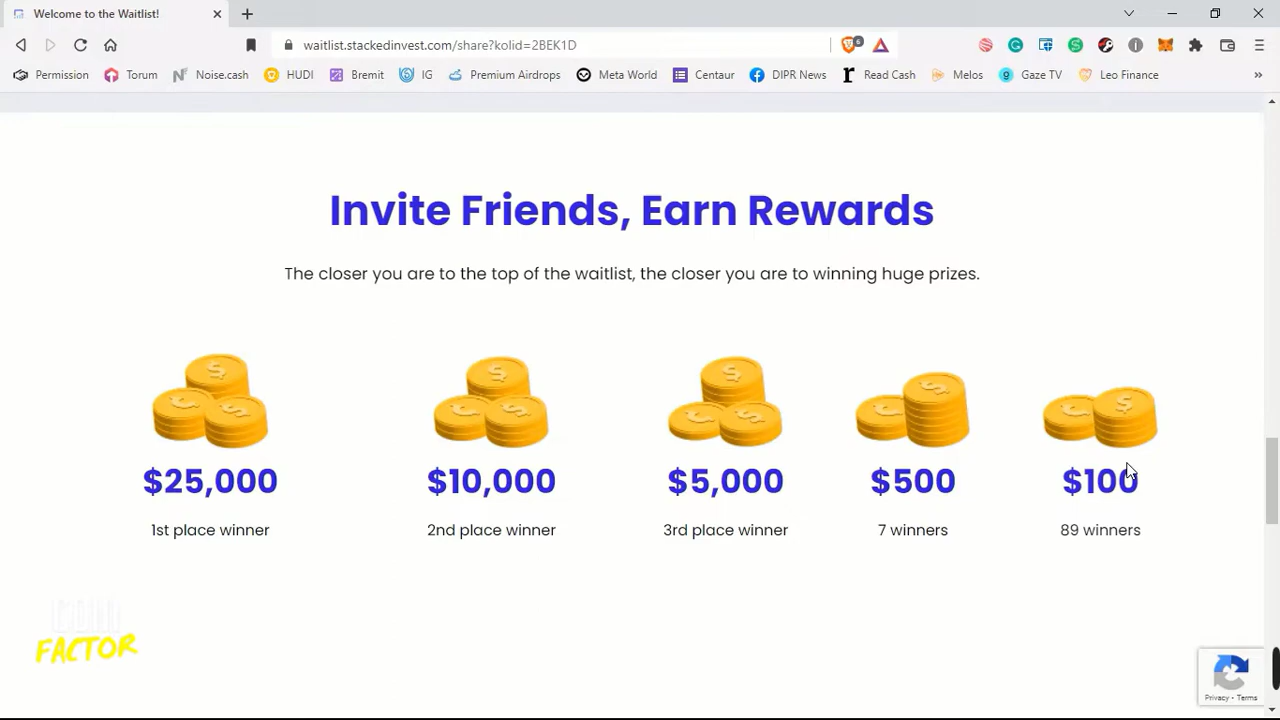 Welcome to the Waitlist!
waitlist.stackedinvest.com/share?kolid=2BEK1D
6
Permission Torum Noise.cash HUDI Bremit IG Premium Airdrops Meta World Centaur DIPR News Read Cash Melos Gaze TV Leo Finance
Invite Friends, Earn Rewards
The closer you are to the top of the waitlist, the closer you are to winning huge prizes.
$25,000 $10,000 $5,000 $500 $100
1st place winner 2nd place winner 3rd place winner 7 winners 89 winners
COIN
FACTOR
Privacy - Terms